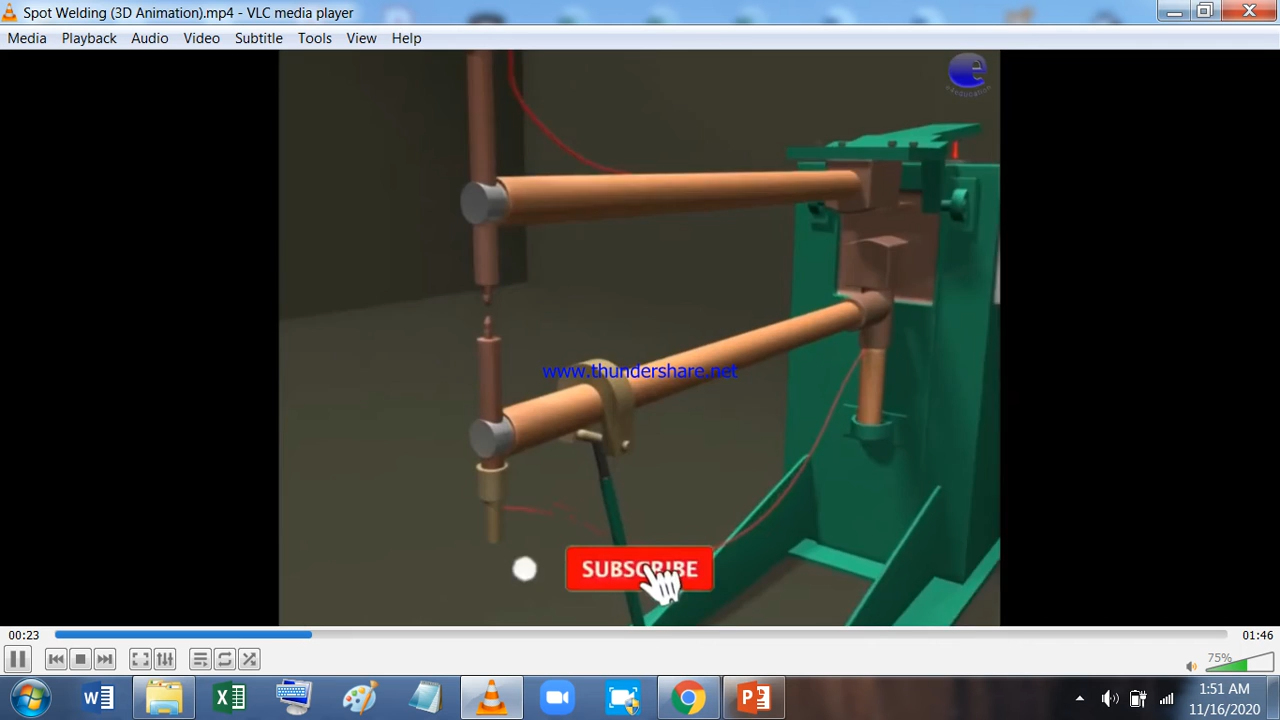 Spot Welding (3D Animation).mp4 - VLC media player
Media Playback Audio Video Subtitle Tools View Help
e
www.thundershare.net
SUBSCRIBE
00:23
01:46
75%
1:51 AM
11/16/2020